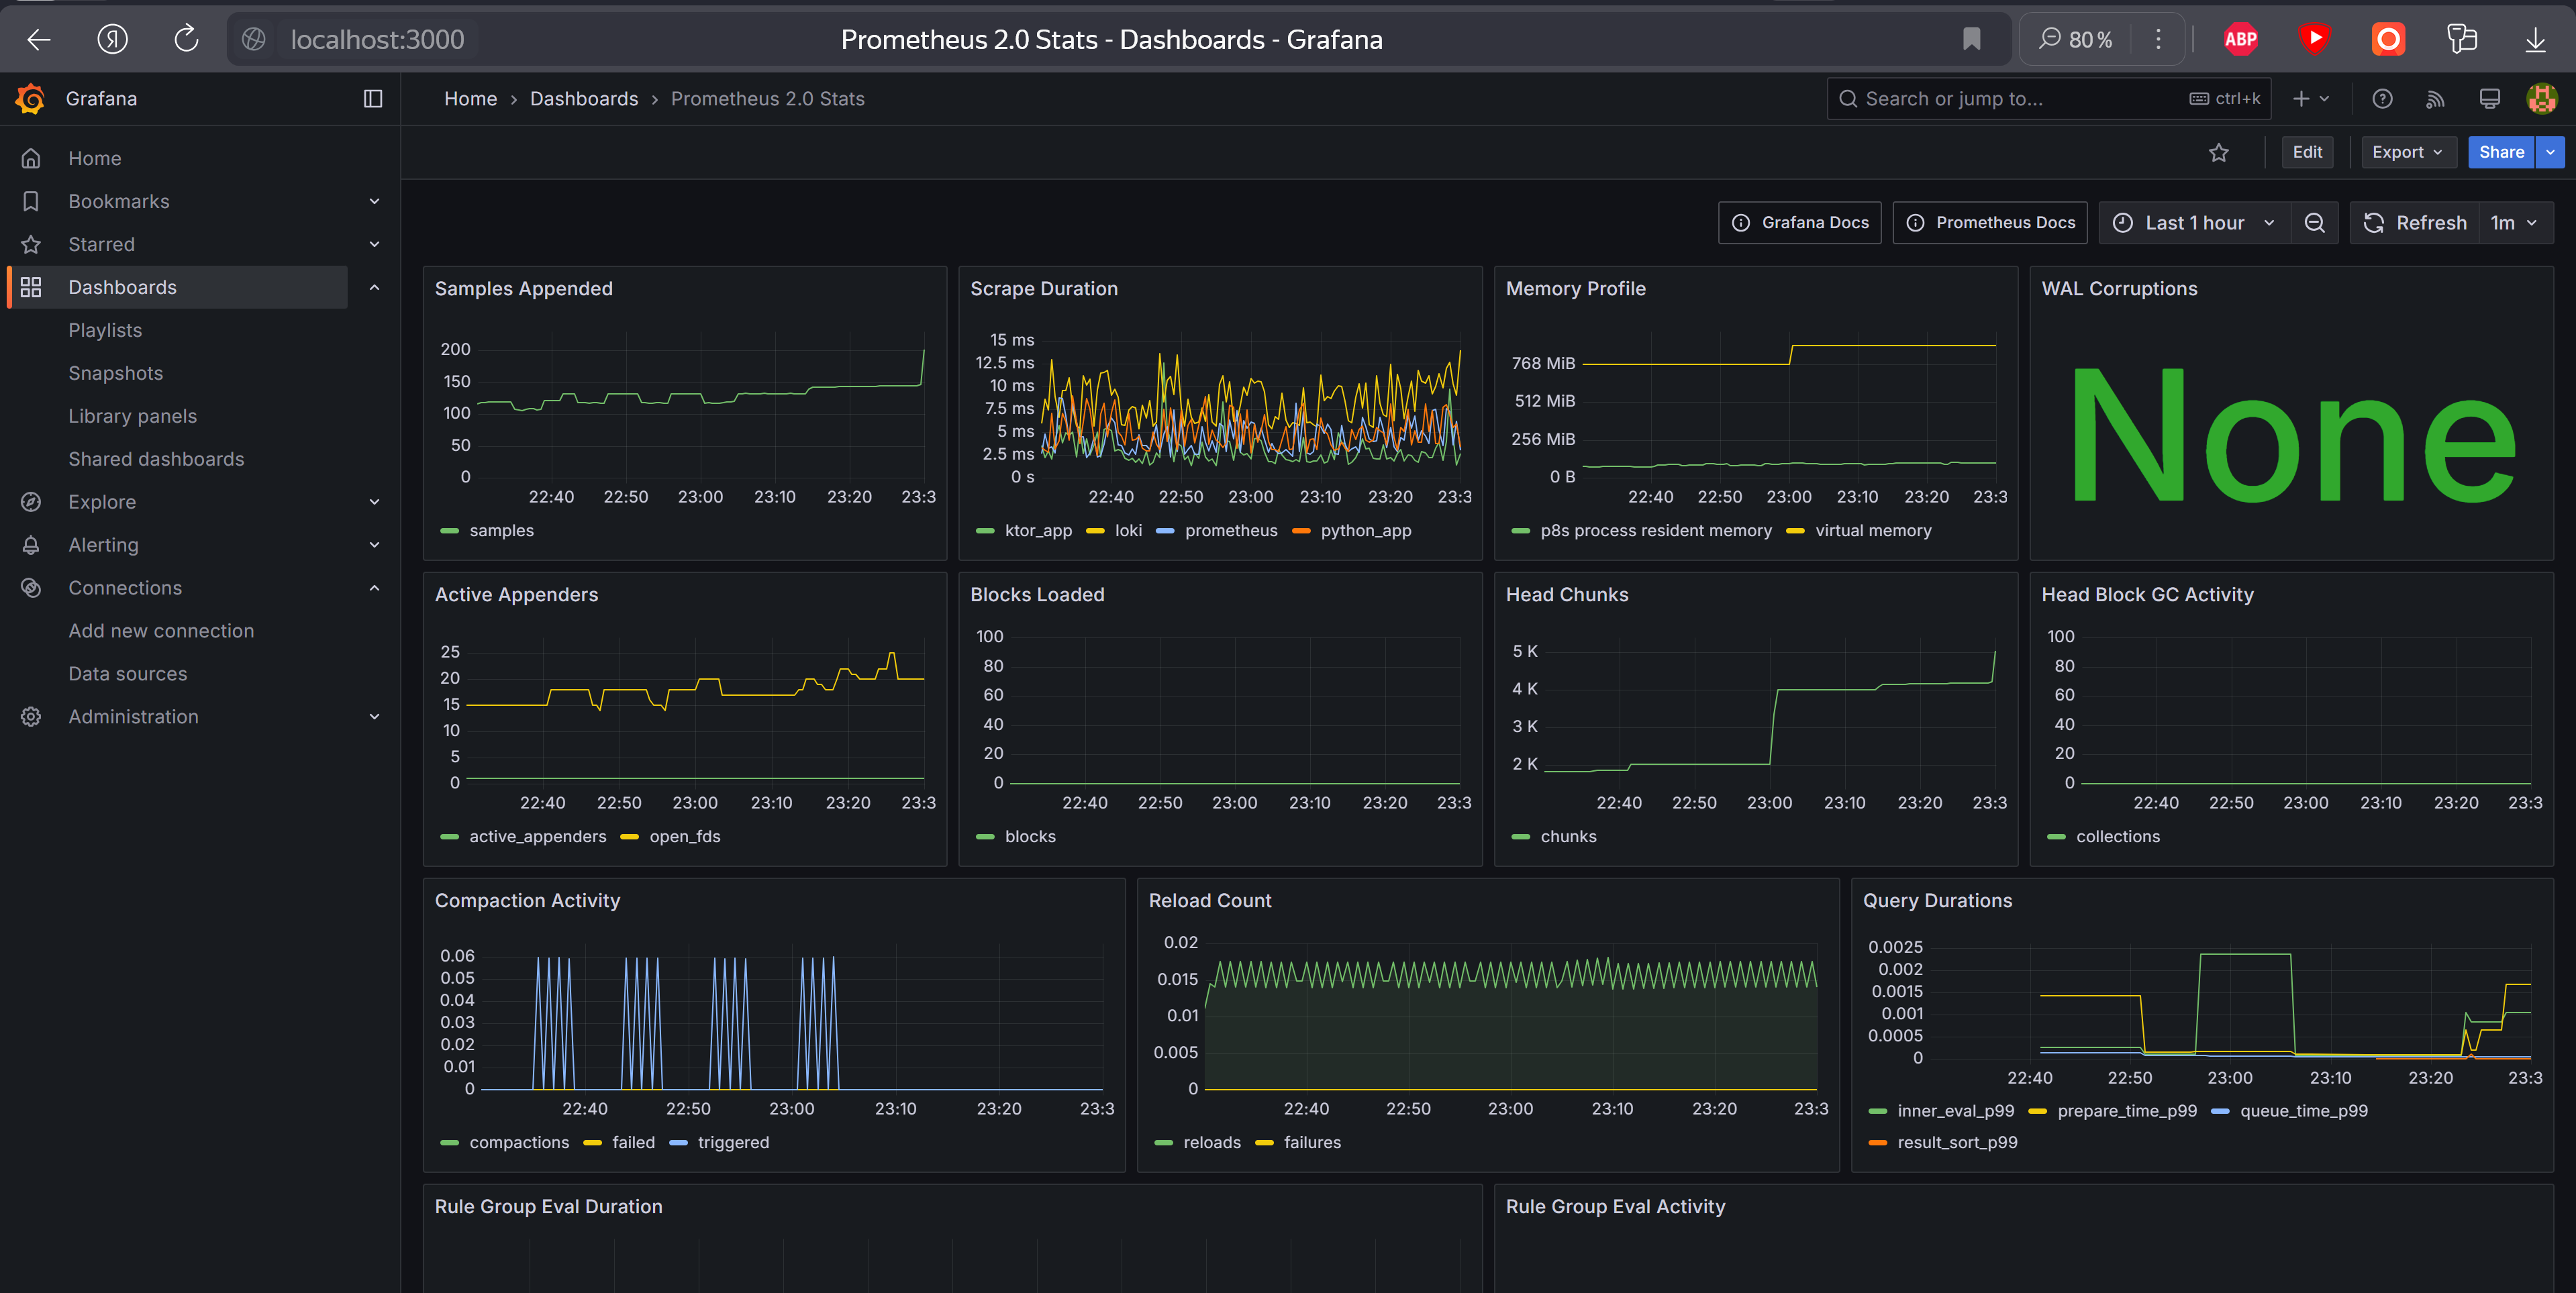 localhost:3000
Prometheus 2.0 Stats - Dashboards - Grafana
80 %
ABP
Grafana
Home › Dashboards › Prometheus 2.0 Stats
Search or jump to...
ctrl+k
Home
Bookmarks
Starred
Dashboards
Playlists
Snapshots
Library panels
Shared dashboards
Explore
Alerting
Connections
Add new connection
Data sources
Administration
Edit
Export
Share
Grafana Docs
Prometheus Docs
Last 1 hour
Refresh
1m
Samples Appended
200
150
100
50
0
22:40 22:50 23:00 23:10 23:20 23:3
samples
Scrape Duration
15 ms
12.5 ms
10 ms
7.5 ms
5 ms
2.5 ms
0 s
22:40 22:50 23:00 23:10 23:20 23:3
ktor_app loki prometheus python_app
Memory Profile
768 MiB
512 MiB
256 MiB
0 B
22:40 22:50 23:00 23:10 23:20 23:3
p8s process resident memory virtual memory
WAL Corruptions
None
Active Appenders
25
20
15
10
5
0
22:40 22:50 23:00 23:10 23:20 23:3
active_appenders open_fds
Blocks Loaded
100
80
60
40
20
0
22:40 22:50 23:00 23:10 23:20 23:3
blocks
Head Chunks
5 K
4 K
3 K
2 K
22:40 22:50 23:00 23:10 23:20 23:3
chunks
Head Block GC Activity
100
80
60
40
20
0
22:40 22:50 23:00 23:10 23:20 23:3
collections
Compaction Activity
0.06
0.05
0.04
0.03
0.02
0.01
0
22:40 22:50 23:00 23:10 23:20 23:3
compactions failed triggered
Reload Count
0.02
0.015
0.01
0.005
0
22:40 22:50 23:00 23:10 23:20 23:3
reloads failures
Query Durations
0.0025
0.002
0.0015
0.001
0.0005
0
22:40 22:50 23:00 23:10 23:20 23:3
inner_eval_p99 prepare_time_p99 queue_time_p99
result_sort_p99
Rule Group Eval Duration
Rule Group Eval Activity